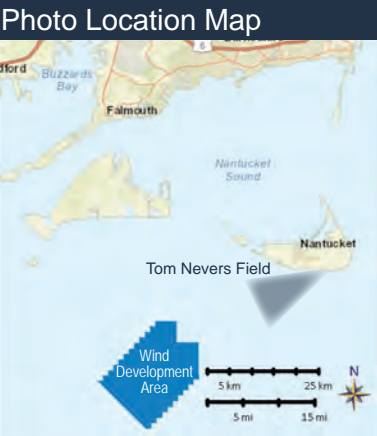 Photo Location Map
6
dford
Buzzards
Bay
Falmouth
Nantucket
Sound
Nantucket
Tom Nevers Field
Wind
Development
Area
N
5 km 25 km
5 mi 15 mi